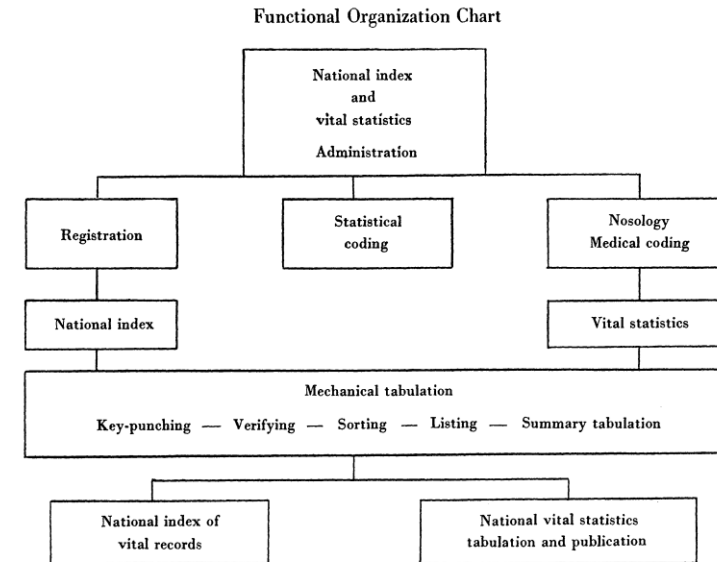 Functional Organization Chart
National index
and
vital statistics
Administration
Registration
Statistical
coding
Nosology
Medical coding
National index
Vital statistics
Mechanical tabulation
Key-punching — Verifying — Sorting — Listing — Summary tabulation
National index of
vital records
National vital statistics
tabulation and publication